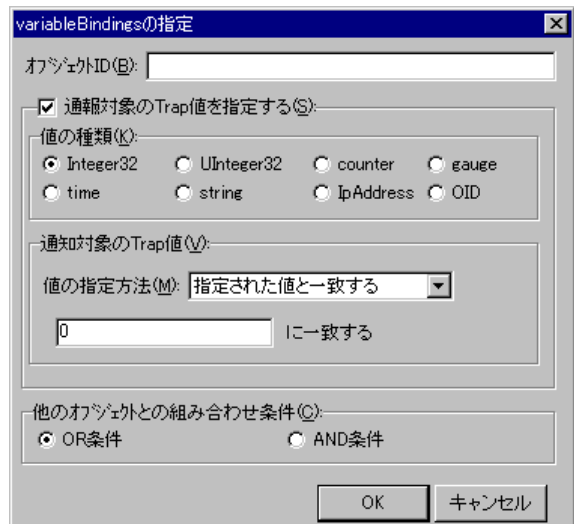 variableBindingsの指定
ｵﾌﾞｼﾞｪｸﾄID(B):
通報対象のTrap値を指定する(S):
値の種類(K):
Integer32 UInteger32 counter gauge
time string IpAddress OID
通知対象のTrap値(V):
値の指定方法(M): 指定された値と一致する
0 に一致する
他のｵﾌﾞｼﾞｪｸﾄとの組み合わせ条件(C):
OR条件 AND条件
OK キャンセル